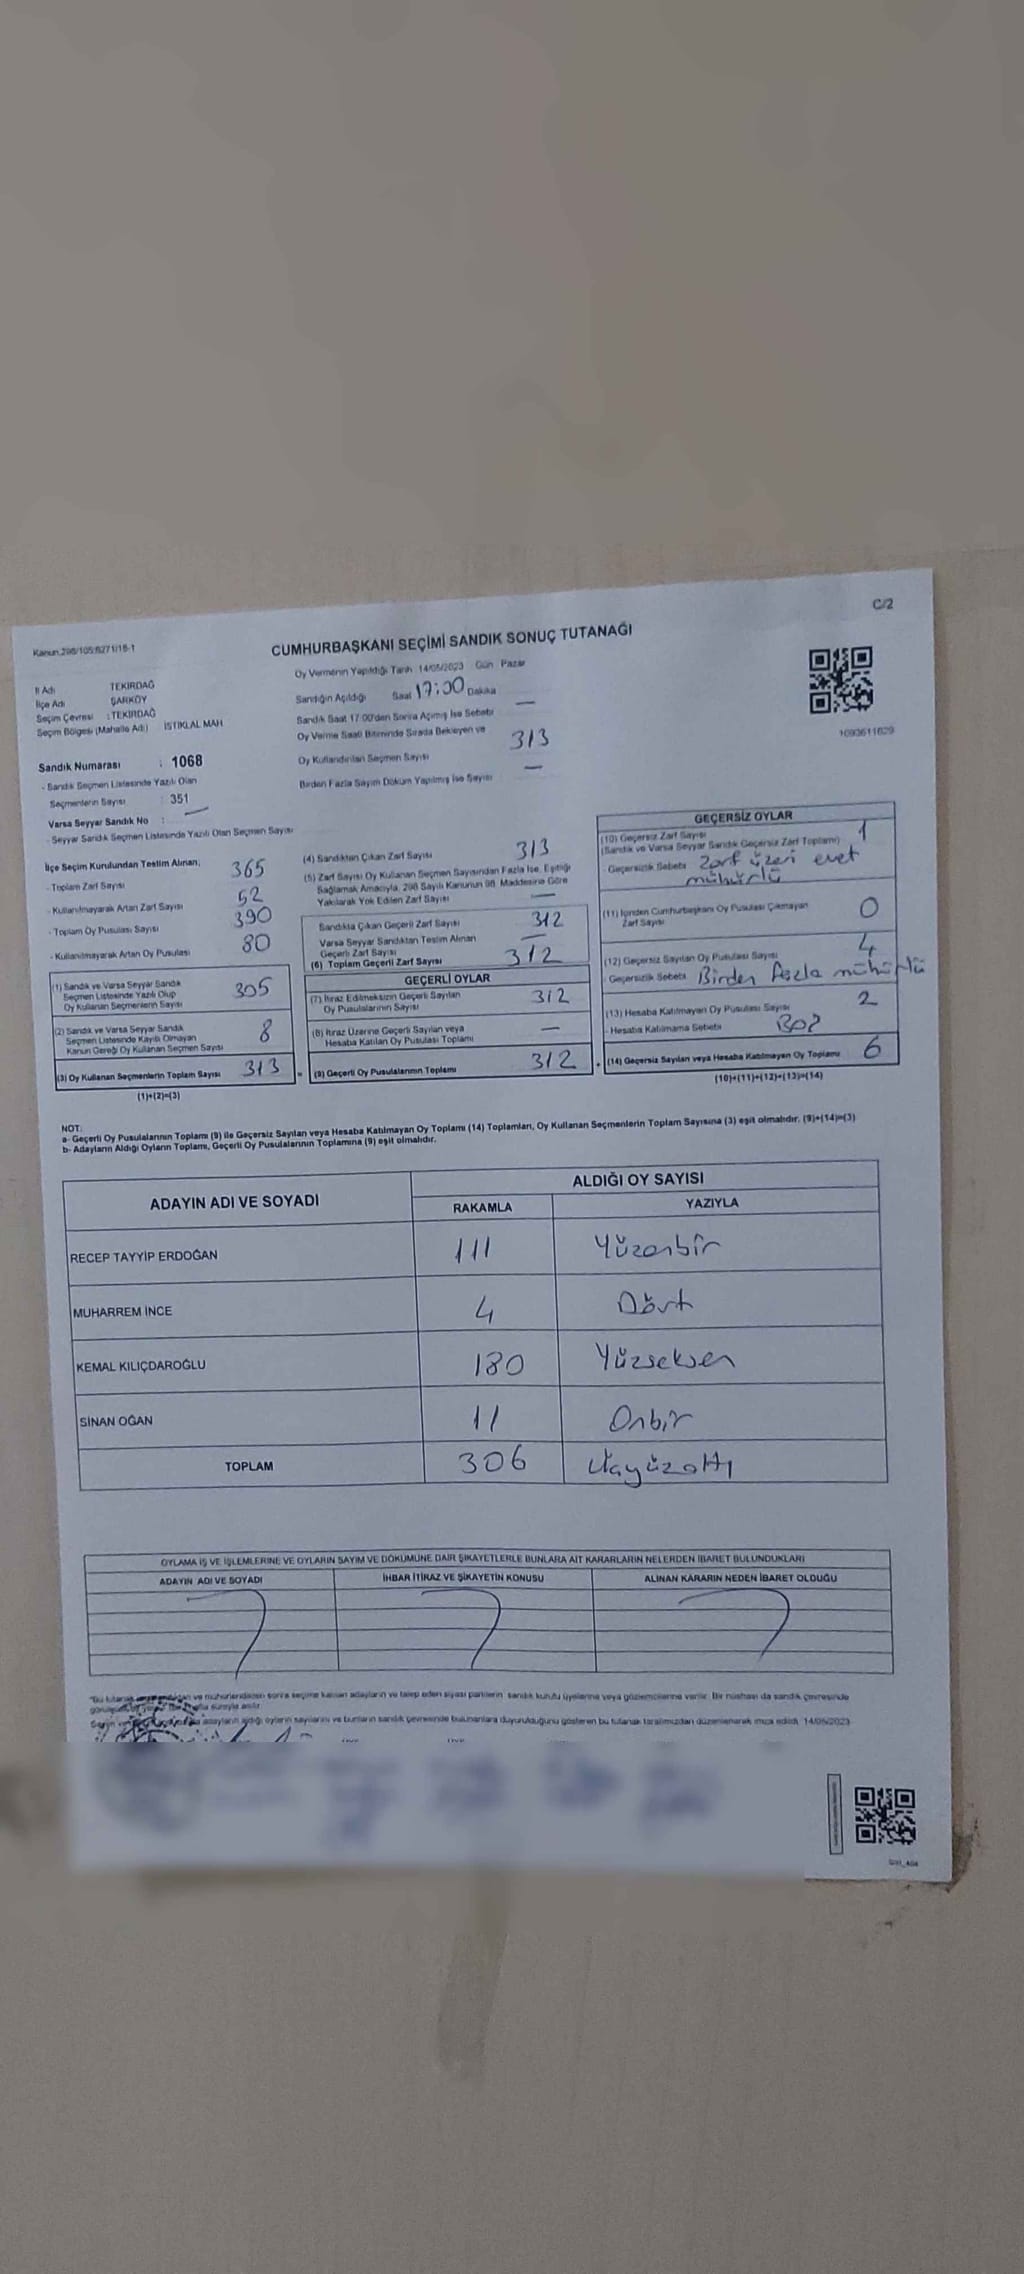 C/2
Kanun.298/105;6271/18-1
CUMHURBAŞKANI SEÇİMİ SANDIK SONUÇ TUTANAĞI
İl Adı TEKİRDAĞ
İlçe Adı ŞARKÖY
Seçim Çevresi : TEKİRDAĞ
Seçim Bölgesi (Mahalle Adı) İSTİKLAL MAH
Sandık Numarası : 1068
- Sandık Seçmen Listesinde Yazılı Olan
Seçmenlerin Sayısı : 351
Varsa Seyyar Sandık No : —
- Seyyar Sandık Seçmen Listesinde Yazılı Olan Seçmen Sayısı
Oy Vermenin Yapıldığı Tarih 14/05/2023 Gün Pazar
Sandığın Açıldığı Saat 17:00 Dakika
Sandık Saat 17:00'den Sonra Açımış İse Sebebi —
Oy Verme Saati Bitiminde Sırada Bekleyen ve
Oy Kullandırılan Seçmen Sayısı 313
Birden Fazla Sayım Döküm Yapılmış İse Sayısı —
1093611629
İlçe Seçim Kurulundan Teslim Alınan;
- Toplam Zarf Sayısı 365
- Kullanılmayarak Artan Zarf Sayısı 52
- Toplam Oy Pusulası Sayısı 390
- Kullanılmayarak Artan Oy Pusulası 80
(1) Sandık ve Varsa Seyyar Sandık
Seçmen Listesinde Yazılı Olup
Oy Kullanan Seçmenlerin Sayısı 305
(2) Sandık ve Varsa Seyyar Sandık
Seçmen Listesinde Kayıtlı Olmayan
Kanun Gereği Oy Kullanan Seçmen Sayısı 8
(3) Oy Kullanan Seçmenlerin Toplam Sayısı 313
(1)+(2)=(3)
(4) Sandıktan Çıkan Zarf Sayısı 313
(5) Zarf Sayısı Oy Kullanan Seçmen Sayısından Fazla İse, Eşitliği
Sağlamak Amacıyla, 298 Sayılı Kanunun 98. Maddesine Göre
Yakılarak Yok Edilen Zarf Sayısı —
Sandıkta Çıkan Geçerli Zarf Sayısı 312
Varsa Seyyar Sandıktan Teslim Alınan
Geçerli Zarf Sayısı —
(6) Toplam Geçerli Zarf Sayısı 312
GEÇERLİ OYLAR
(7) İtiraz Edilmeksizin Geçerli Sayılan
Oy Pusulalarının Sayısı 312
(8) İtiraz Üzerine Geçerli Sayılan veya
Hesaba Katılan Oy Pusulası Toplamı —
= (9) Geçerli Oy Pusulalarının Toplamı 312
GEÇERSİZ OYLAR
(10) Geçersiz Zarf Sayısı 1
(Sandık ve Varsa Seyyar Sandık Geçersiz Zarf Toplamı)
- Geçersizlik Sebebi Zarf üzeri evet
mühürlü
(11) İçinden Cumhurbaşkanı Oy Pusulası Çıkmayan
Zarf Sayısı 0
(12) Geçersiz Sayılan Oy Pusulası Sayısı 4
- Geçersizlik Sebebi Birden Fazla mühürlü
(13) Hesaba Katılmayan Oy Pusulası Sayısı 2
- Hesaba Katılmama Sebebi Boş
+ (14) Geçersiz Sayılan veya Hesaba Katılmayan Oy Toplamı 6
(10)+(11)+(12)+(13)=(14)
NOT:
a- Geçerli Oy Pusulalarının Toplamı (9) ile Geçersiz Sayılan veya Hesaba Katılmayan Oy Toplamı (14) Toplamları, Oy Kullanan Seçmenlerin Toplam Sayısına (3) eşit olmalıdır. (9)+(14)=(3)
b- Adayların Aldığı Oyların Toplamı, Geçerli Oy Pusulalarının Toplamına (9) eşit olmalıdır.
ADAYIN ADI VE SOYADI ALDIĞI OY SAYISI
RAKAMLA YAZIYLA
RECEP TAYYİP ERDOĞAN 111 Yüzonbir
MUHARREM İNCE 4 Dört
KEMAL KILIÇDAROĞLU 180 Yüzseksen
SİNAN OĞAN 11 Onbir
TOPLAM 306 Üçyüzaltı
OYLAMA İŞ VE İŞLEMLERİNE VE OYLARIN SAYIM VE DÖKÜMÜNE DAİR ŞİKAYETLERLE BUNLARA AİT KARARLARIN NELERDEN İBARET BULUNDUKLARI
ADAYIN ADI VE SOYADI İHBAR İTİRAZ VE ŞİKAYETİN KONUSU ALINAN KARARIN NEDEN İBARET OLDUĞU
"Bu tutanak ve mühürlendikten sonra seçime katılan adayların ve talep eden siyasi partilerin sandık kurulu üyelerine veya gözlemcilerine verilir. Bir nüshası da sandık çevresinde
suretiyle asılır.
adayların aldığı oyların sayılarını ve bunların sandık çevresinde bulunanlara duyurulduğunu gösteren bu tutanak tarafımızdan düzenlenerek imza edildi. 14/05/2023